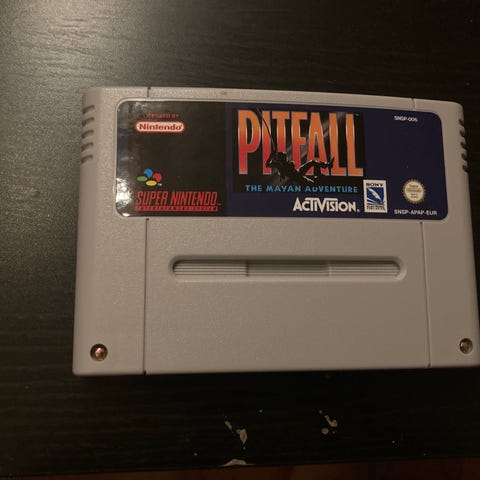 LICENSED BY
Nintendo
SUPER NINTENDO
ENTERTAINMENT SYSTEM
PITFALL
THE MAYAN ADVENTURE
ACTIVISION.
SONY
SNSP-006
SNSP-APAP-EUR